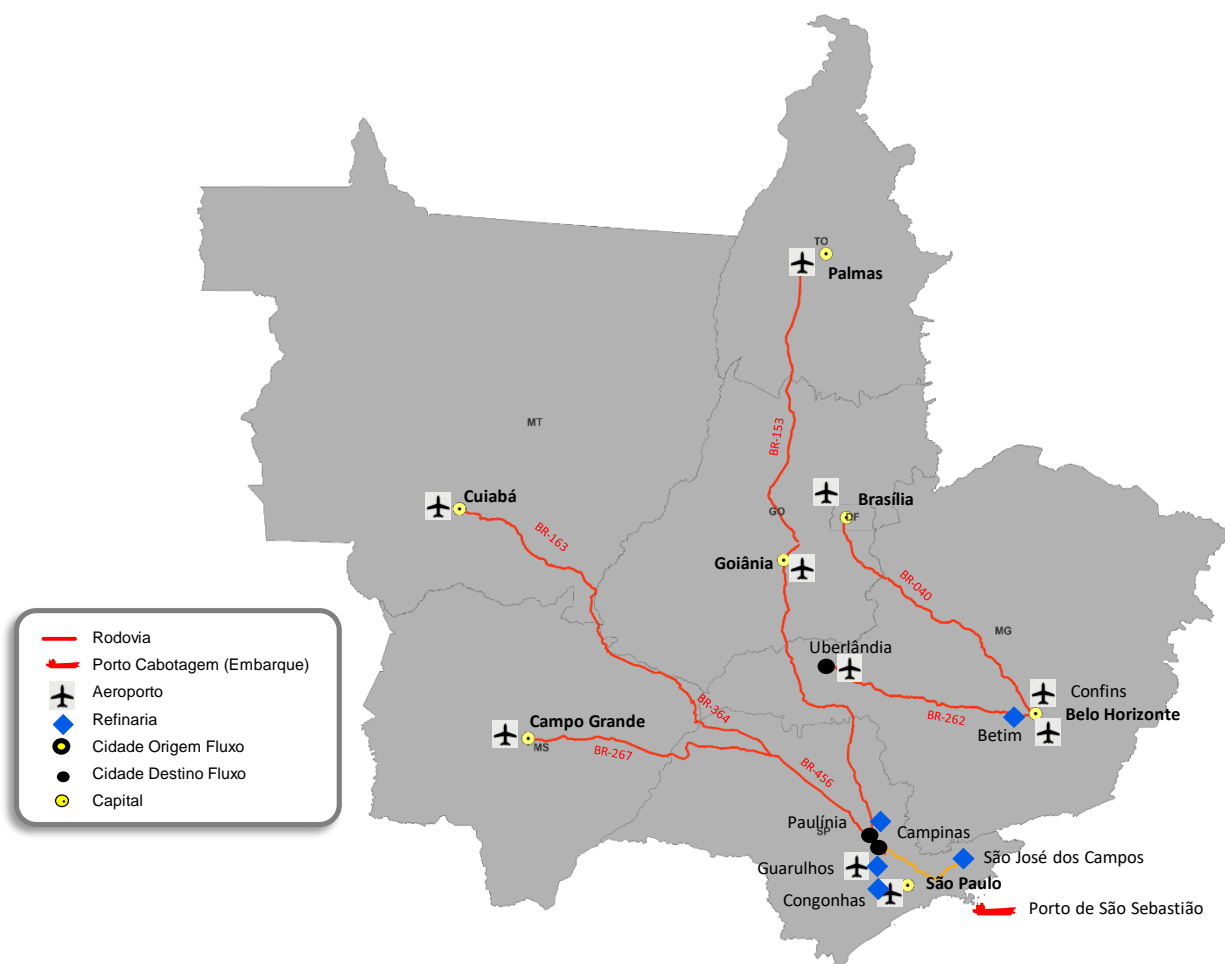 TO
Palmas
BR-153
MT
Cuiabá
BR-163
Brasília
GO
DF
Goiânia
BR-040
MG
Uberlândia
Confins
Belo Horizonte
BR-262
Betim
BR-364
Campo Grande
MS
BR-267
BR-456
Paulínia
SP
Campinas
São José dos Campos
Guarulhos
São Paulo
Congonhas
Porto de São Sebastião
Rodovia
Porto Cabotagem (Embarque)
Aeroporto
Refinaria
Cidade Origem Fluxo
Cidade Destino Fluxo
Capital